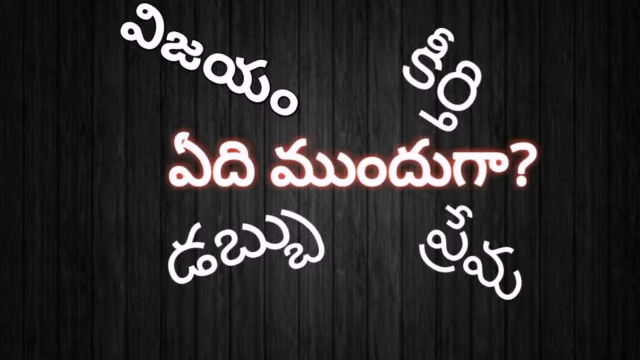 విజయం
కీర్తి
ఏది ముందుగా?
డబ్బు
ప్రేమ